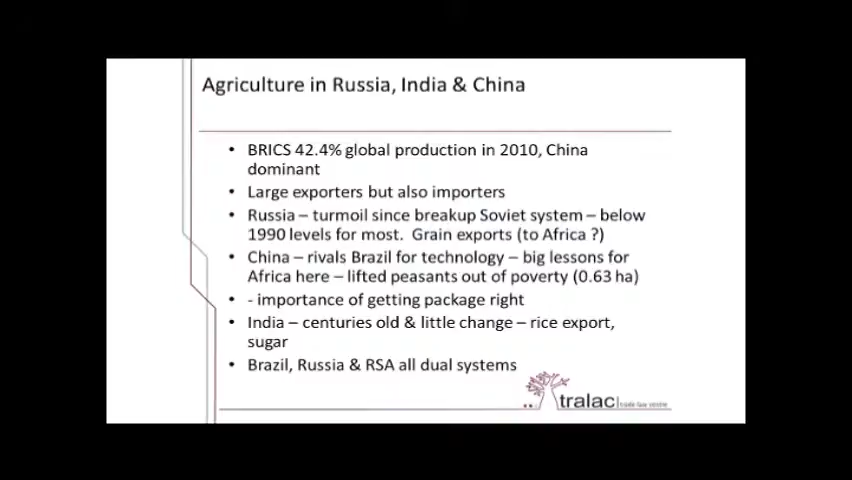 Agriculture in Russia, India & China
• BRICS 42.4% global production in 2010, China
dominant
• Large exporters but also importers
• Russia – turmoil since breakup Soviet system – below
1990 levels for most.  Grain exports (to Africa ?)
• China – rivals Brazil for technology – big lessons for
Africa here – lifted peasants out of poverty (0.63 ha)
• - importance of getting package right
• India – centuries old & little change – rice export,
sugar
• Brazil, Russia & RSA all dual systems
tralac trade law centre